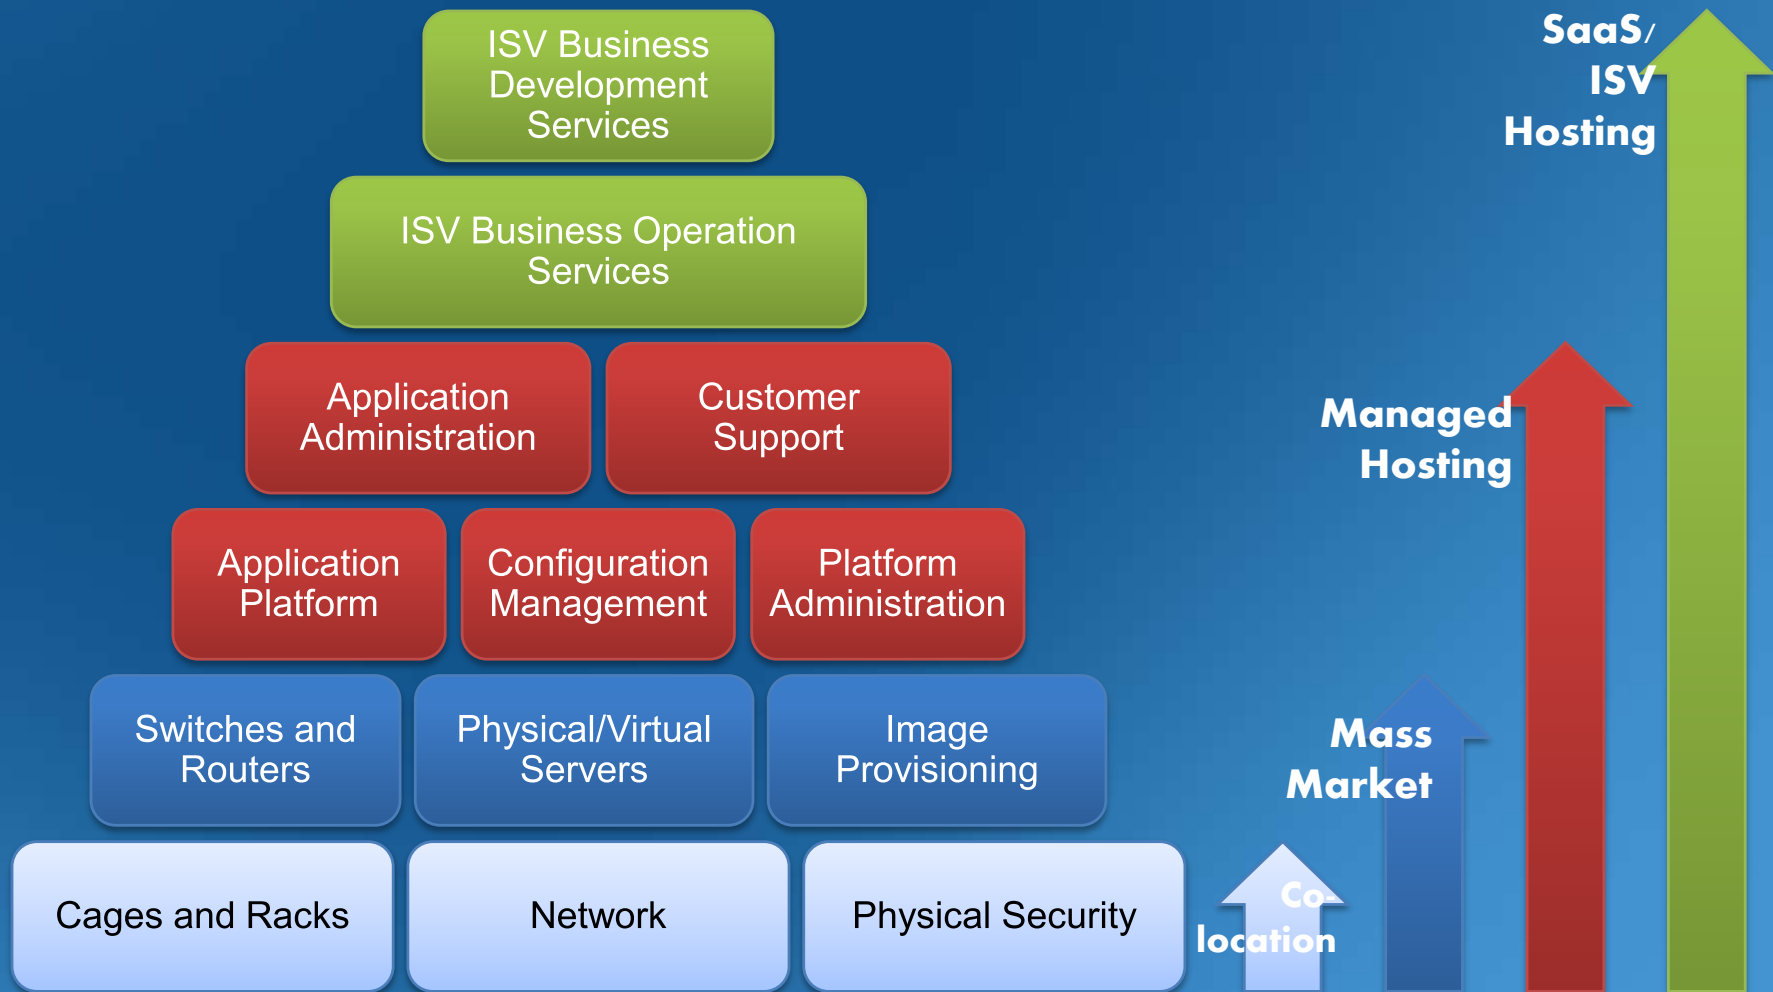 ISV Business
Development
Services
SaaS/
ISV
Hosting
ISV Business Operation
Services
Application
Administration
Customer
Support
Managed
Hosting
Application
Platform
Configuration
Management
Platform
Administration
Switches and
Routers
Physical/Virtual
Servers
Image
Provisioning
Mass
Market
Cages and Racks
Network
Physical Security
Co-
location